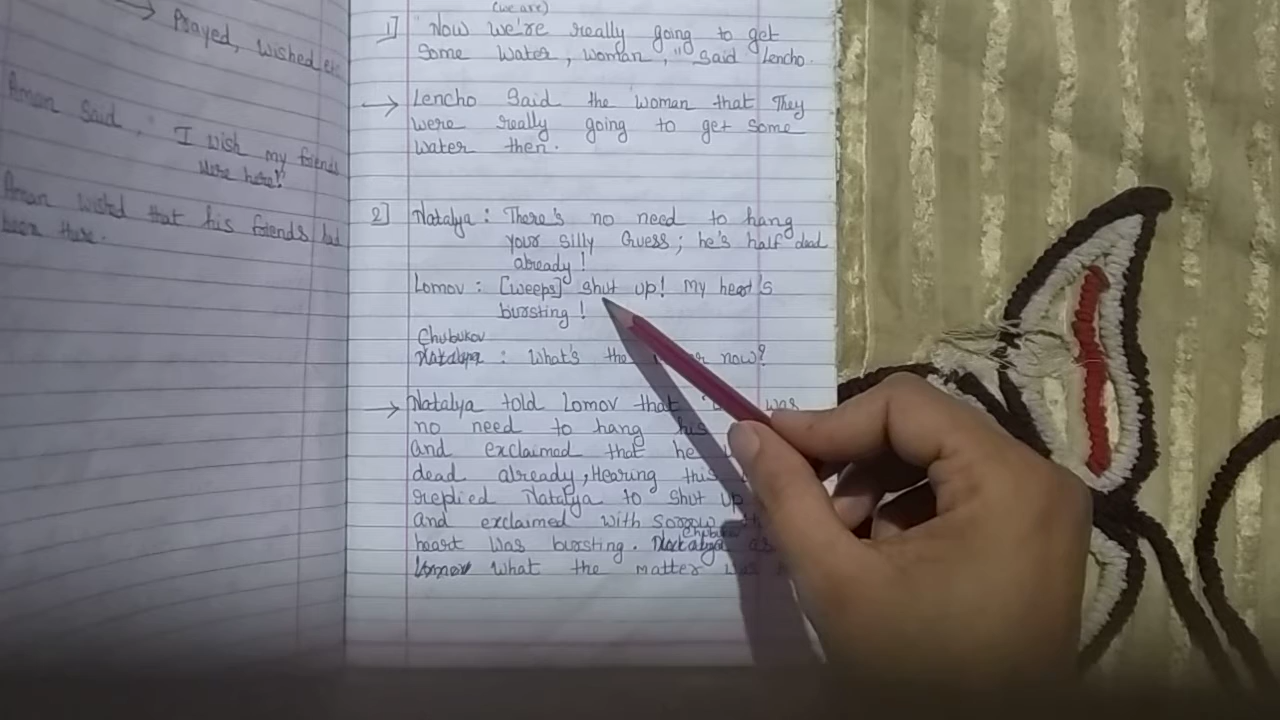 Prayed, Wished etc
Aman Said, "I wish my friends
were here!"
Aman wished that his friends had
been there.
(we are)
1] "Now we're really going to get
Some Water, woman," Said Lencho.
→ Lencho Said the woman that They
were really going to get some
water then.
2] Natalya : There's no need to hang
your silly Guess; he's half dead
already!
Lomov : [weeps] shut up! My heart's
bursting!
Chubukov
: What's the now?
→ Natalya told Lomov that was
no need to hang his
and exclaimed that he
dead already, Hearing this
replied Natalya to Shut up
and exclaimed with sorrow
heart was bursting. Chubukov
what the matter was